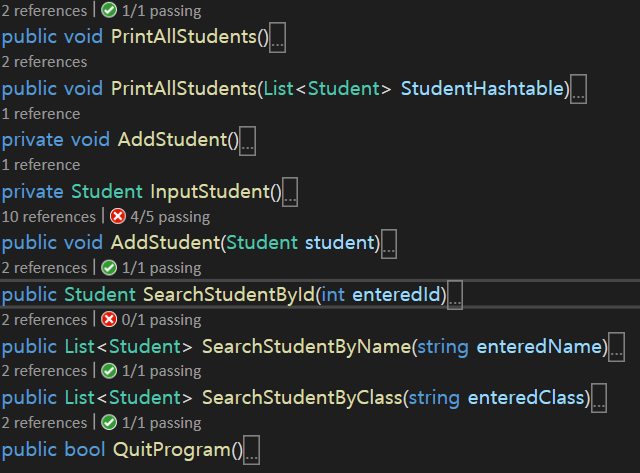 2 references | 1/1 passing
public void PrintAllStudents()...
2 references
public void PrintAllStudents(List<Student> StudentHashtable)...
1 reference
private void AddStudent()...
1 reference
private Student InputStudent()...
10 references | 4/5 passing
public void AddStudent(Student student)...
2 references | 1/1 passing
public Student SearchStudentById(int enteredId)...
2 references | 0/1 passing
public List<Student> SearchStudentByName(string enteredName)...
2 references | 1/1 passing
public List<Student> SearchStudentByClass(string enteredClass)...
2 references | 1/1 passing
public bool QuitProgram()...